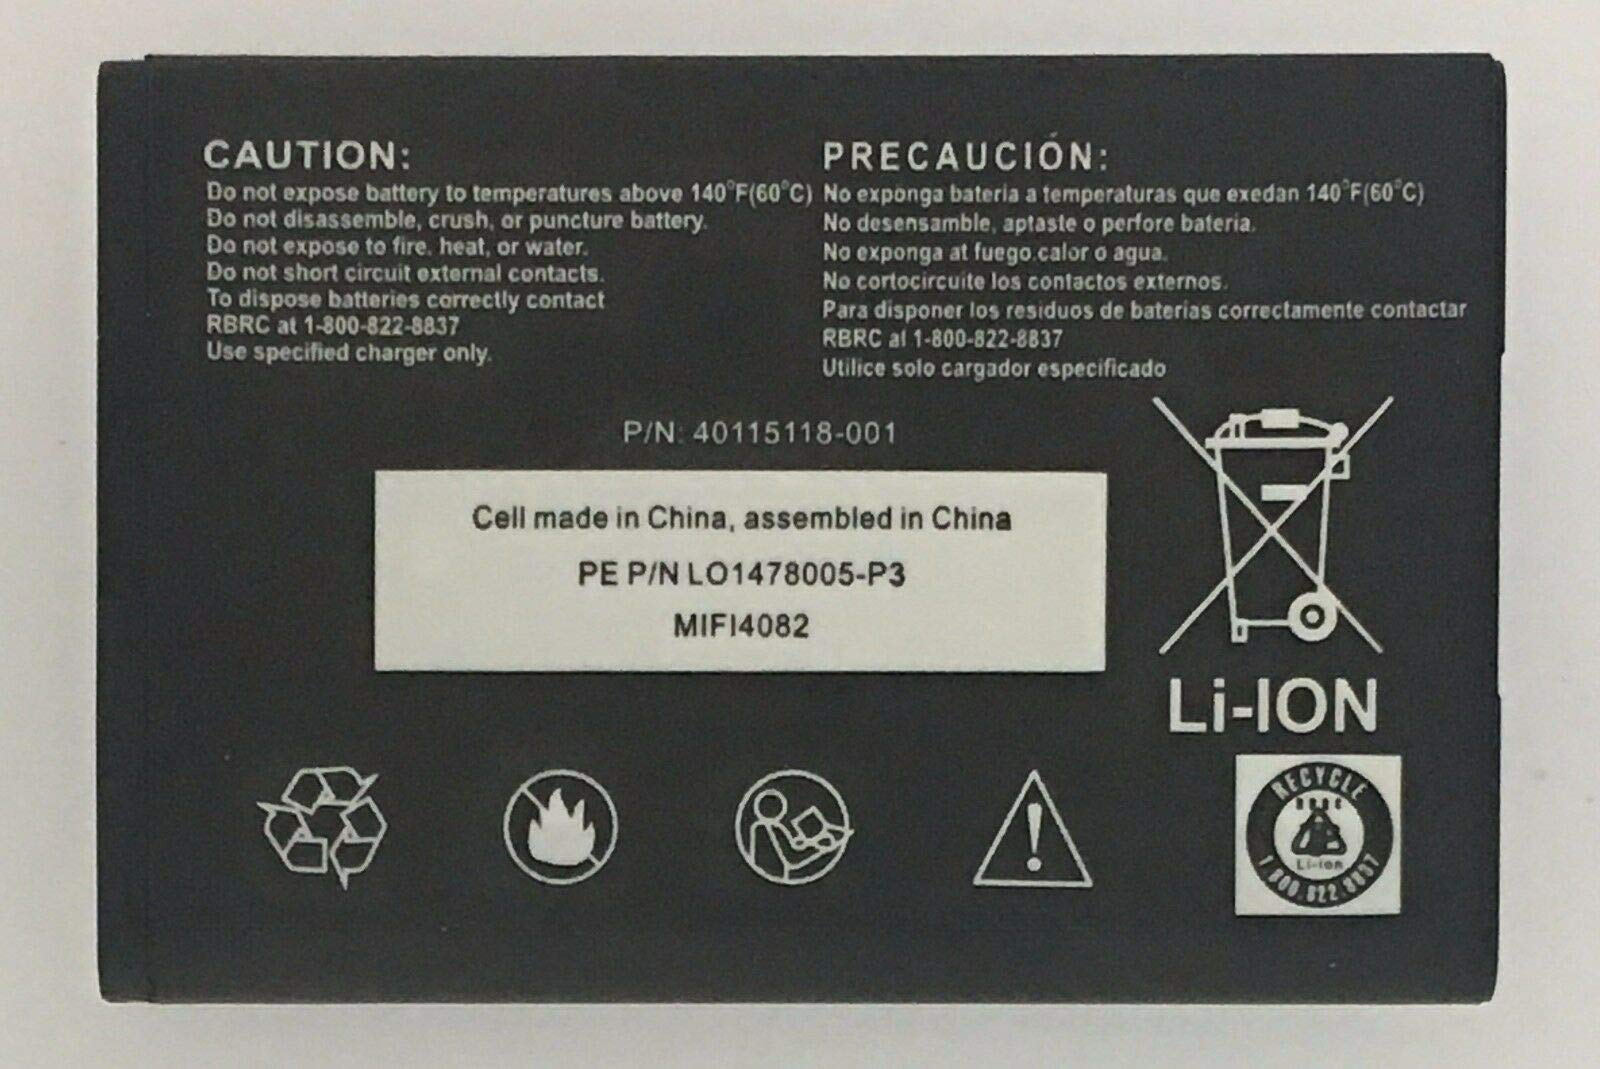 CAUTION:
Do not expose battery to temperatures above 140°F(60°C)
Do not disassemble, crush, or puncture battery.
Do not expose to fire. heat, or water.
Do not short circuit external contacts.
To dispose batteries correctly contact
RBRC at 1-800-822-8837
Use specified charger only.
PRECAUCIÓN:
No exponga bateria a temperaturas que exedan 140°F(60°C)
No desensamble, aptaste o perfore bateria.
No exponga at fuego.calor o agua.
No cortocircuite los contactos externos.
Para disponer los residuos de baterias correctamente contactar
RBRC al 1-800-822-8837
Utilice solo cargador especificado
P/N: 40115118-001
Cell made in China, assembled in China
PE P/N LO1478005-P3
MIFI4082
Li-ION
RECYCLE
RBRC
Li-ion
1.800.822.8837